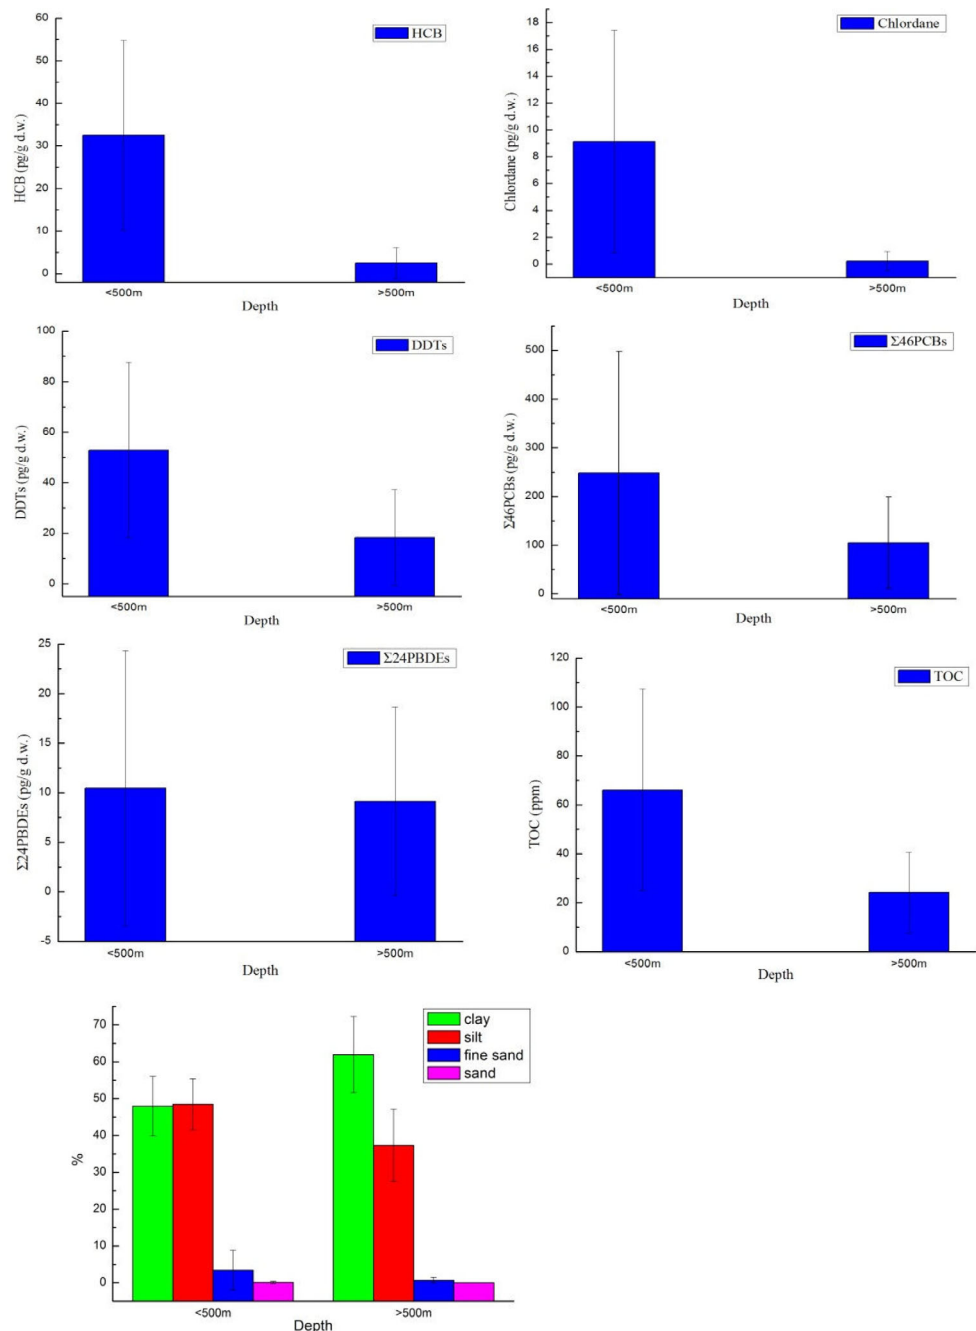 HCB
HCB (pg/g d.w.)
60
50
40
30
20
10
0
<500m
>500m
Depth
Chlordane
Chlordane (pg/g d.w.)
18
16
14
12
10
8
6
4
2
0
<500m
>500m
Depth
DDTs
DDTs (pg/g d.w.)
100
80
60
40
20
0
<500m
>500m
Depth
Σ46PCBs
Σ46PCBs (pg/g d.w.)
500
400
300
200
100
0
<500m
>500m
Depth
Σ24PBDEs
Σ24PBDEs (pg/g d.w.)
25
20
15
10
5
0
-5
<500m
>500m
Depth
TOC
TOC (ppm)
120
100
80
60
40
20
0
<500m
>500m
Depth
clay
silt
fine sand
sand
%
70
60
50
40
30
20
10
0
<500m
>500m
Depth